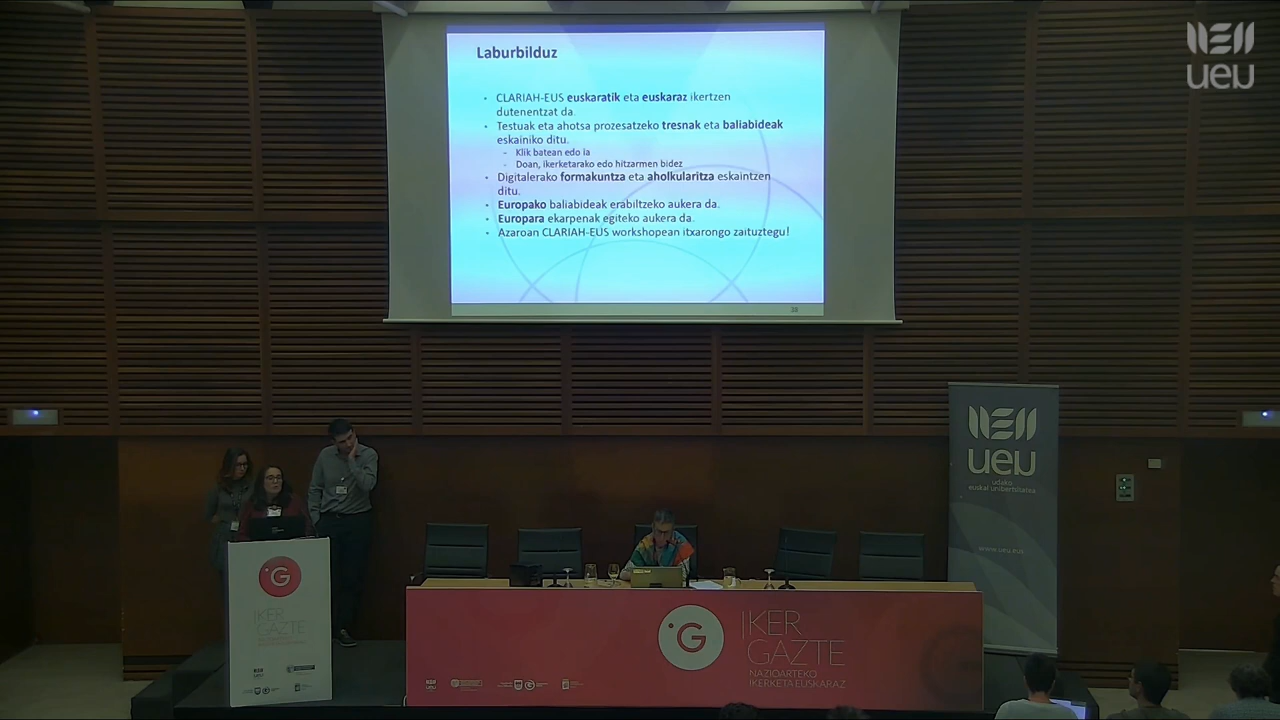 Laburbilduz
CLARIAH-EUS euskaratik eta euskaraz ikertzen
dutenentzat da.
Testuak eta ahotsa prozesatzeko tresnak eta baliabideak
eskainiko ditu.
Klik batean edo ia
Doan, ikerketarako edo hitzarmen bidez
Digitalerako formakuntza eta aholkularitza eskaintzen
ditu.
Europako baliabideak erabiltzeko aukera da.
Europara ekarpenak egiteko aukera da.
Azaroan CLARIAH-EUS workshopean itxarongo zaituztegu!
38
ueu
ueu
udako
euskal unibertsitatea
www.ueu.eus
G
IKER
GAZTE
G
IKER
GAZTE
NAZIOARTEKO
IKERKETA EUSKARAZ